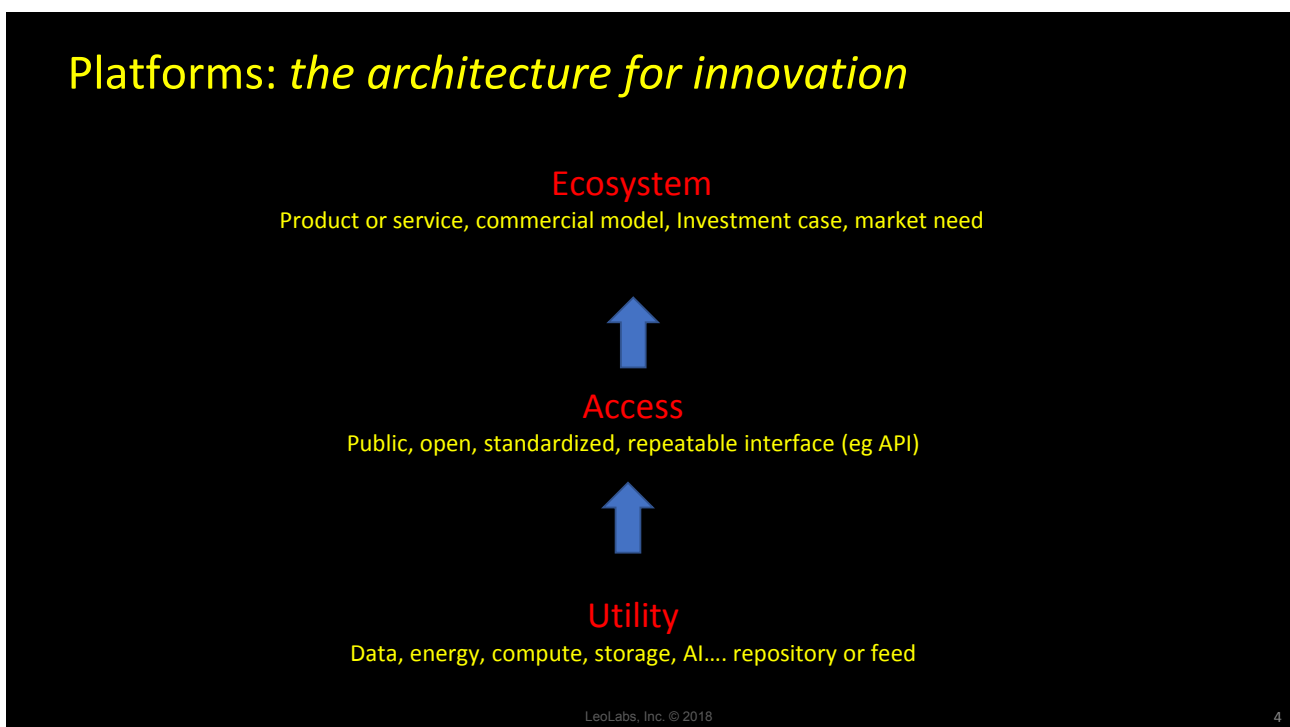 Platforms: the architecture for innovation
Ecosystem
Product or service, commercial model, Investment case, market need
Access
Public, open, standardized, repeatable interface (eg API)
Utility
Data, energy, compute, storage, AI.... repository or feed
LeoLabs, Inc. © 2018
4